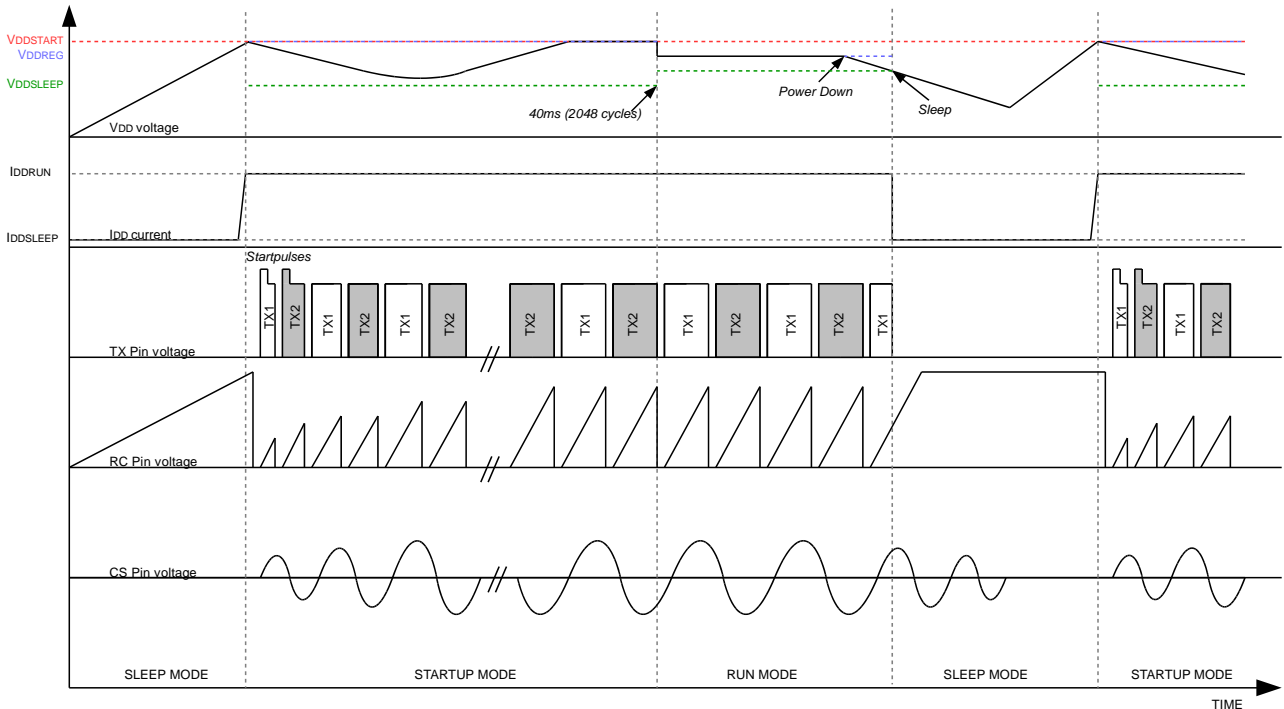 VDDSTART
VDDREG
VDDSLEEP
40ms (2048 cycles)
Power Down
Sleep
VDD voltage
IDDRUN
IDDSLEEP
IDD current
Startpulses
TX1 TX2 TX1 TX2 TX1 TX2 TX2 TX1 TX2 TX1 TX2 TX1 TX2 TX1 TX1 TX2 TX1 TX2
TX Pin voltage
RC Pin voltage
CS Pin voltage
SLEEP MODE STARTUP MODE RUN MODE SLEEP MODE STARTUP MODE
TIME